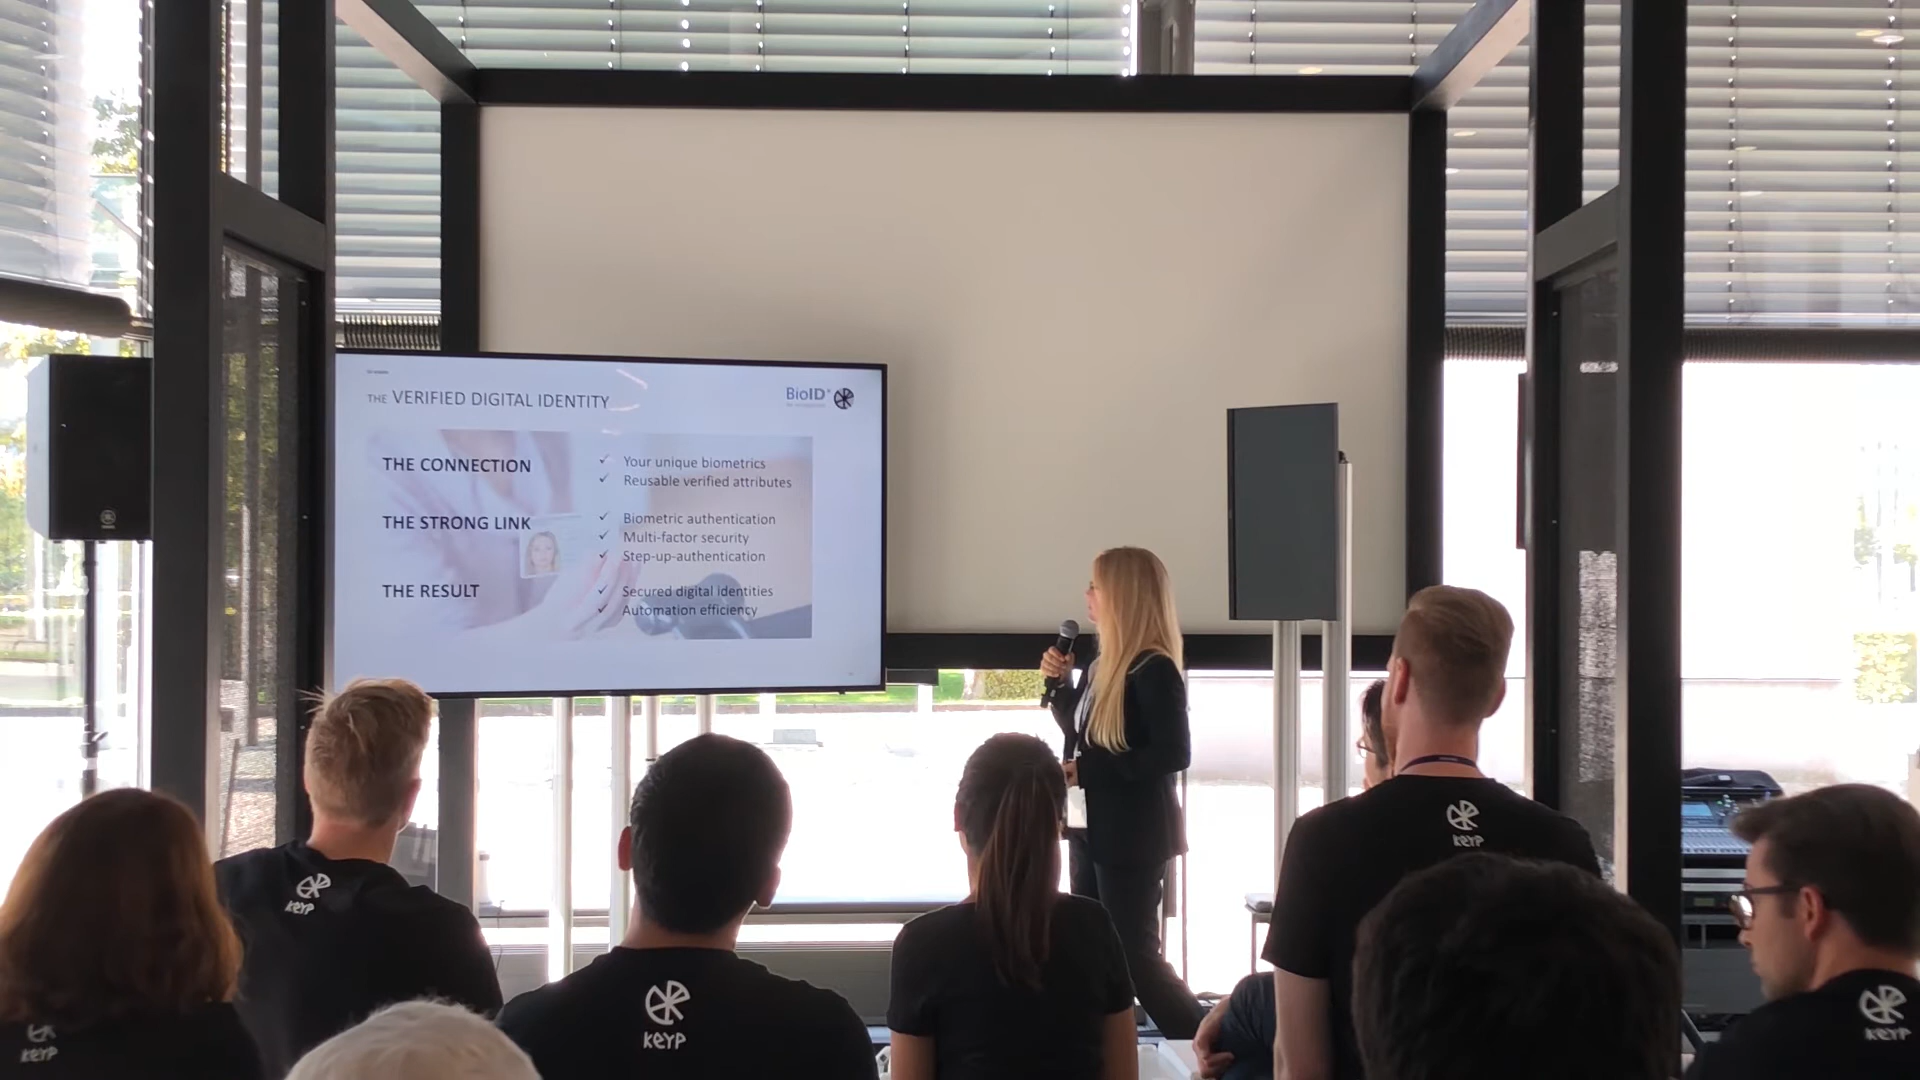 THE VERIFIED DIGITAL IDENTITY
BioID®
THE CONNECTION
Your unique biometrics
Reusable verified attributes
THE STRONG LINK
Biometric authentication
Multi-factor security
Step-up-authentication
THE RESULT
Secured digital identities
Automation efficiency
KeYP
KeYP
KeYP
KeYP
KeYP